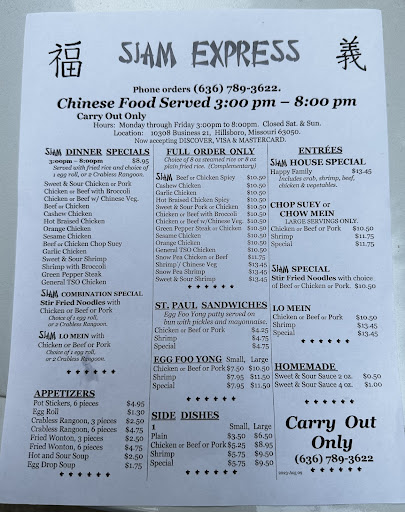 福 SIAM EXPRESS 義
Phone orders (636) 789-3622.
Chinese Food Served 3:00 pm – 8:00 pm
Carry Out Only
Hours: Monday through Friday 3:00pm to 8:00pm. Closed Sat. & Sun.
Location: 10308 Business 21, Hillsboro, Missouri 63050.
Now accepting DISCOVER, VISA & MASTERCARD.
SIAM DINNER SPECIALS
3:00pm – 8:00pm $8.95
Served with fried rice and choice of
1 egg roll, or 2 Crabless Rangoon.
Sweet & Sour Chicken or Pork
Chicken or Beef with Broccoli
Chicken or Beef w/ Chinese Veg.
Beef or Chicken
Cashew Chicken
Hot Braised Chicken
Orange Chicken
Sesame Chicken
Beef or Chicken Chop Suey
Garlic Chicken
Sweet & Sour Shrimp
Shrimp with Broccoli
Green Pepper Steak
General TSO Chicken
SIAM COMBINATION SPECIAL
Stir Fried Noodles with
Chicken or Beef or Pork
Choice of 1 egg roll,
or 2 Crabless Rangoon.
SIAM LO MEIN with
Chicken or Beef or Pork
Choice of 1 egg roll,
or 2 Crabless Rangoon.
APPETIZERS
Pot Stickers, 6 pieces $4.95
Egg Roll $1.30
Crabless Rangoon, 3 pieces $2.50
Crabless Rangoon, 6 pieces $4.75
Fried Wonton, 3 pieces $2.50
Fried Wonton, 6 pieces $4.75
Hot and Sour Soup $2.50
Egg Drop Soup $1.75
FULL ORDER ONLY
Choice of 8 oz steamed rice or 8 oz
plain fried rice. (Complementary)
SIAM Beef or Chicken Spicy $10.50
Cashew Chicken $10.50
Garlic Chicken $10.50
Hot Braised Chicken Spicy $10.50
Sweet & Sour Pork or Chicken $10.50
Chicken or Beef with Broccoli $10.50
Chicken or Beef w/Chinese Veg. $10.50
Green Pepper Steak or Chicken $10.50
Sesame Chicken $10.50
Beef or Chicken $10.50
Orange Chicken $10.50
General TSO Chicken $10.50
Snow Pea Chicken or Beef $11.75
Shrimp/ Chinese Veg $13.45
Snow Pea Shrimp $13.45
Sweet & Sour Shrimp $13.45
ST. PAUL SANDWICHES
Egg Foo Yong patty served on
bun with pickles and mayonnaise.
Chicken or Beef or Pork $4.25
Shrimp $4.75
Special $4.75
EGG FOO YONG Small, Large
Chicken or Beef or Pork $7.50 $10.50
Shrimp $7.95 $11.50
Special $7.95 $11.50
SIDE DISHES
Small, Large
Plain $3.50 $6.50
Chicken or Beef or Pork $5.25 $8.95
Shrimp $5.75 $9.50
Special $5.75 $9.50
ENTRÉES
SIAM HOUSE SPECIAL
Happy Family $13.45
Includes crab, shrimp, beef,
chicken & vegetables.
CHOP SUEY or
CHOW MEIN
LARGE SERVINGS ONLY.
Chicken or Beef or Pork $10.50
Shrimp $11.75
Special $11.75
SIAM SPECIAL
Stir Fried Noodles with choice
of Beef or Chicken or Pork. $10.50
LO MEIN
Chicken or Beef or Pork $10.50
Shrimp $13.45
Special $13.45
HOMEMADE
Sweet & Sour Sauce 2 oz. $0.50
Sweet & Sour Sauce 4 oz. $1.00
Carry Out
Only
(636) 789-3622